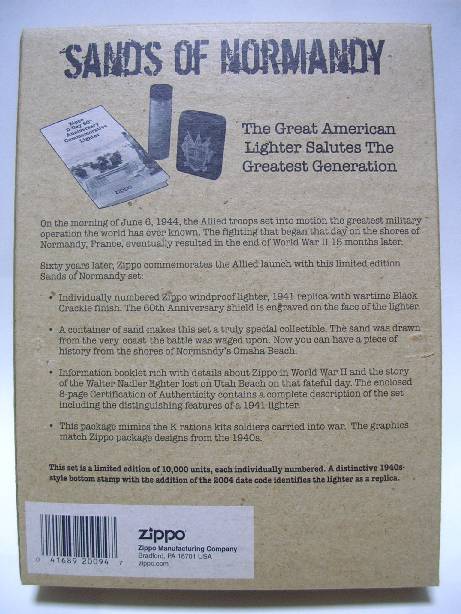 SANDS OF NORMANDY
Zippo
D-Day 60th
Anniversary
Commemorative
Lighter
zippo
The Great American
Lighter Salutes The
Greatest Generation
On the morning of June 6, 1944, the Allied troops set into motion the greatest military
operation the world has ever known. The fighting that began that day on the shores of
Normandy, France, eventually resulted in the end of World War II 15 months later.
Sixty years later, Zippo commemorates the Allied launch with this limited edition
Sands of Normandy set:
• Individually numbered Zippo windproof lighter, 1941 replica with wartime Black
Crackle finish. The 60th Anniversary shield is engraved on the face of the lighter.
• A container of sand makes this set a truly special collectible. The sand was drawn
from the very coast the battle was waged upon. Now you can have a piece of
history from the shores of Normandy's Omaha Beach.
• Information booklet rich with details about Zippo in World War II and the story
of the Walter Nadler lighter lost on Utah Beach on that fateful day. The enclosed
8-page Certification of Authenticity contains a complete description of the set
including the distinguishing features of a 1941 lighter.
• This package mimics the K rations kits soldiers carried into war. The graphics
match Zippo package designs from the 1940s.
This set is a limited edition of 10,000 units, each individually numbered. A distinctive 1940s-
style bottom stamp with the addition of the 2004 date code identifies the lighter as a replica.
zippo
Zippo Manufacturing Company
Bradford, PA 16701 USA
zippo.com
0 41689 20094 7